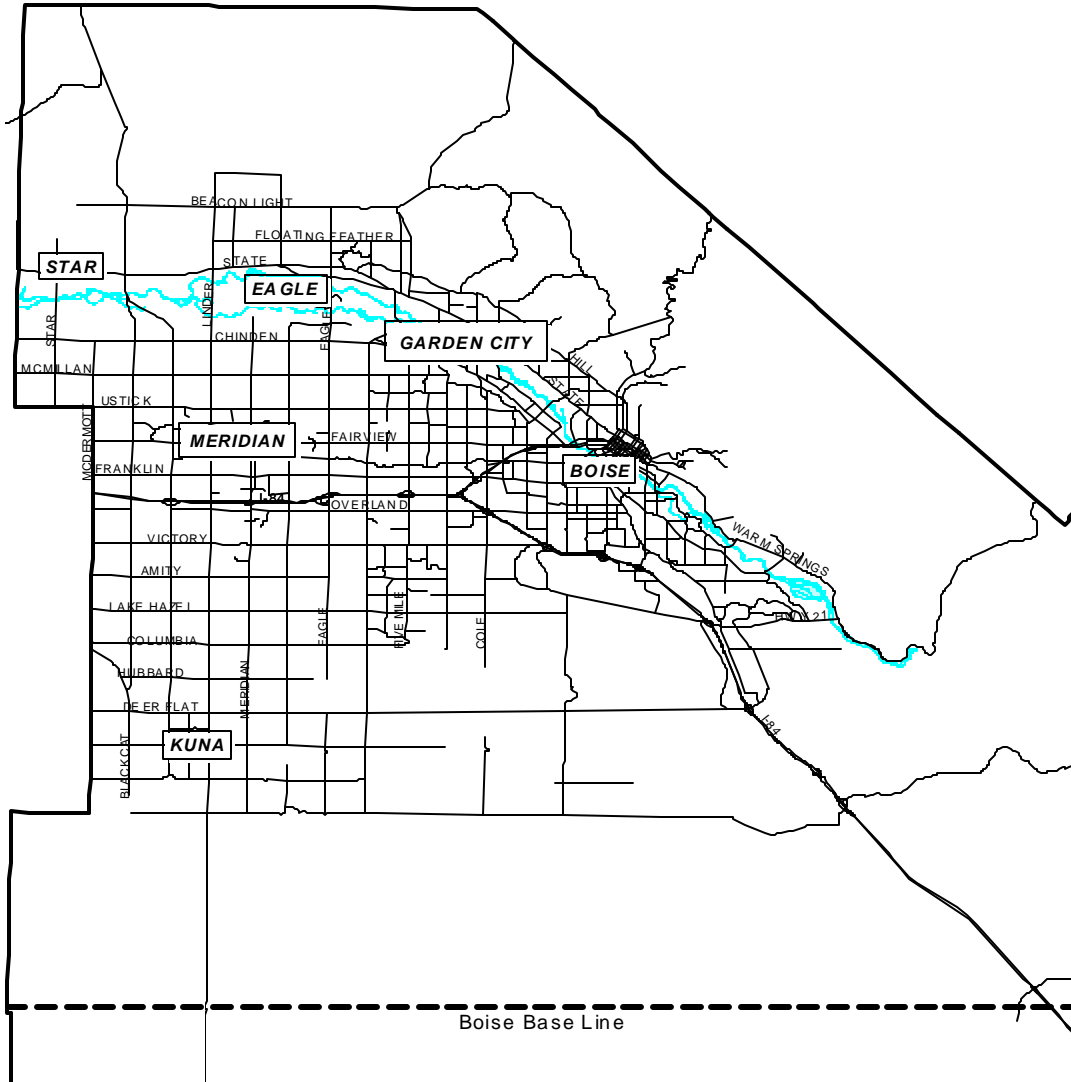 BEACON LIGHT
FLOATING FEATHER
STATE
STAR
EAGLE
LINDER
STAR
EAGLE
CHINDEN
GARDEN CITY
HILL
STATE
MCMILLAN
USTICK
MCDERMOTT
MERIDIAN
FAIRVIEW
FRANKLIN
BOISE
I-84
OVERLAND
VICTORY
WARM SPRINGS
AMITY
LAKE HAZEL
EAGLE
FIVE MILE
COLE
HWY 21
COLUMBIA
HUBBARD
MERIDIAN
DEER FLAT
I-84
KUNA
BLACK CAT
Boise Base Line